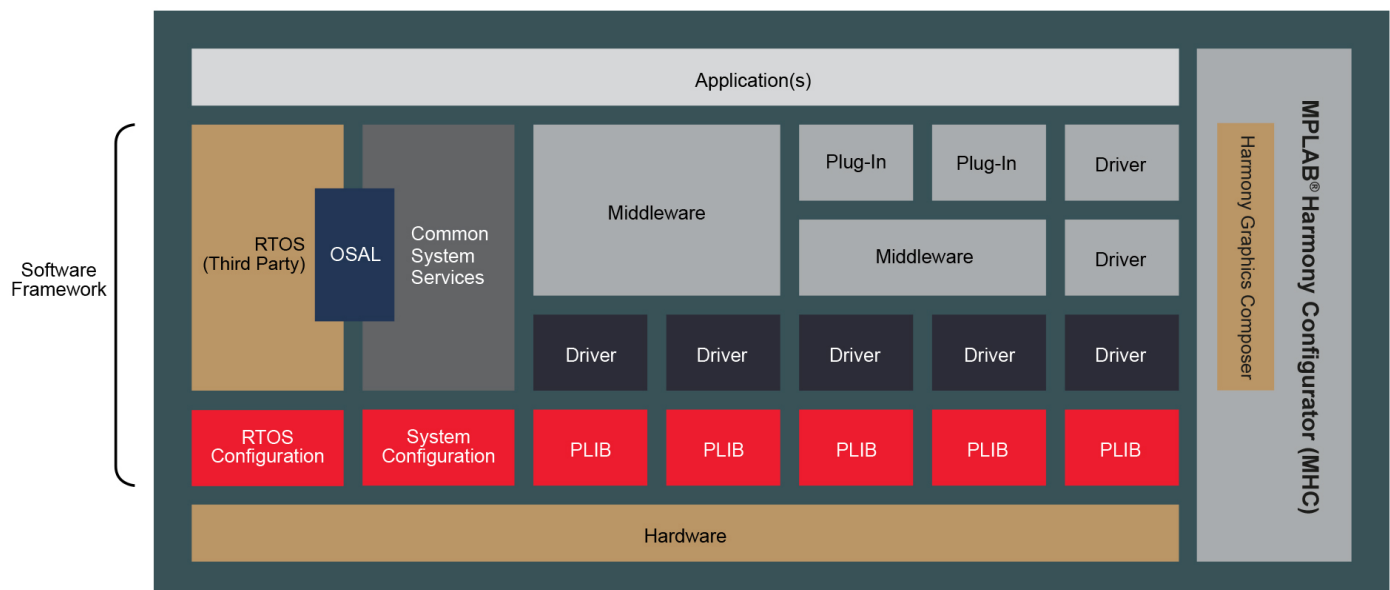 Application(s)
Software
Framework
RTOS
(Third Party)
OSAL
Common
System
Services
Middleware
Plug-In
Plug-In
Driver
Middleware
Driver
Driver
Driver
Driver
Driver
Driver
RTOS
Configuration
System
Configuration
PLIB
PLIB
PLIB
PLIB
PLIB
Hardware
Harmony Graphics Composer
MPLAB® Harmony Configurator (MHC)